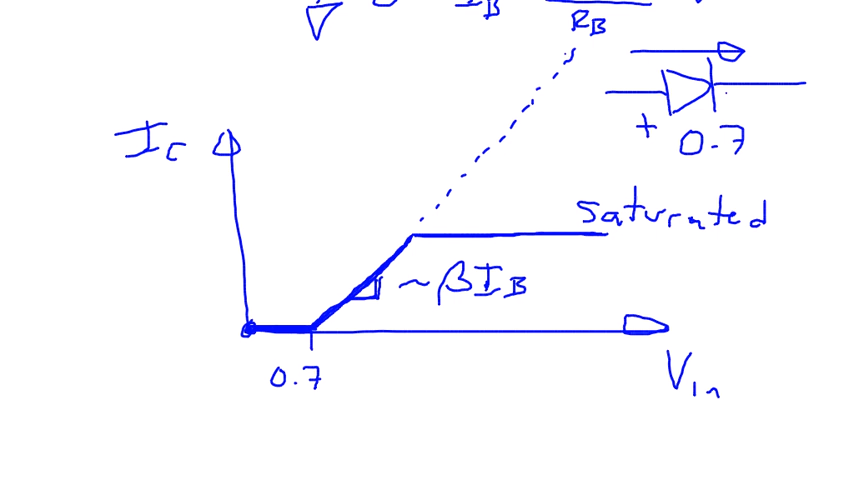 I_B
R_B
+ 0.7
I_C
Saturated
~βI_B
0.7
V_in